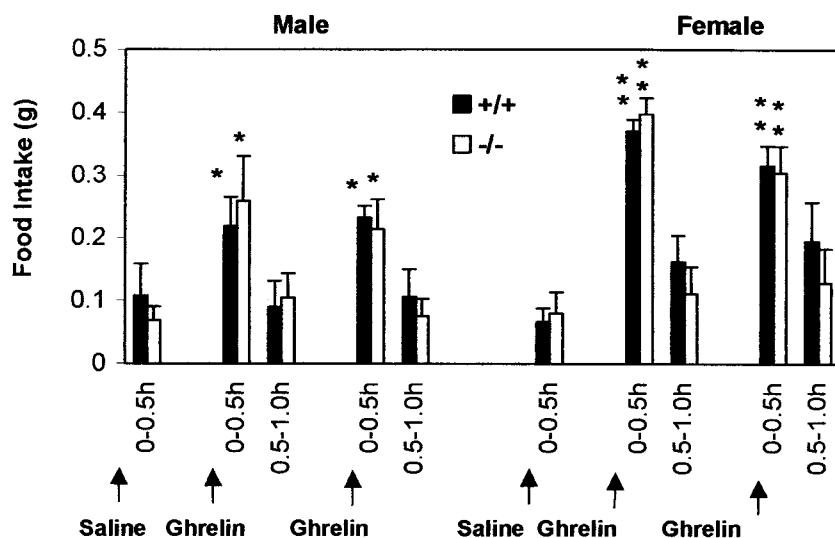 Male Female
0.5
0.4
0.3
0.2
0.1
0
Food Intake (g)
+/+
-/-
* * * * * * * * * * * *
0-0.5h 0-0.5h 0.5-1.0h 0-0.5h 0.5-1.0h 0-0.5h 0-0.5h 0.5-1.0h 0-0.5h 0.5-1.0h
Saline Ghrelin Ghrelin Saline Ghrelin Ghrelin